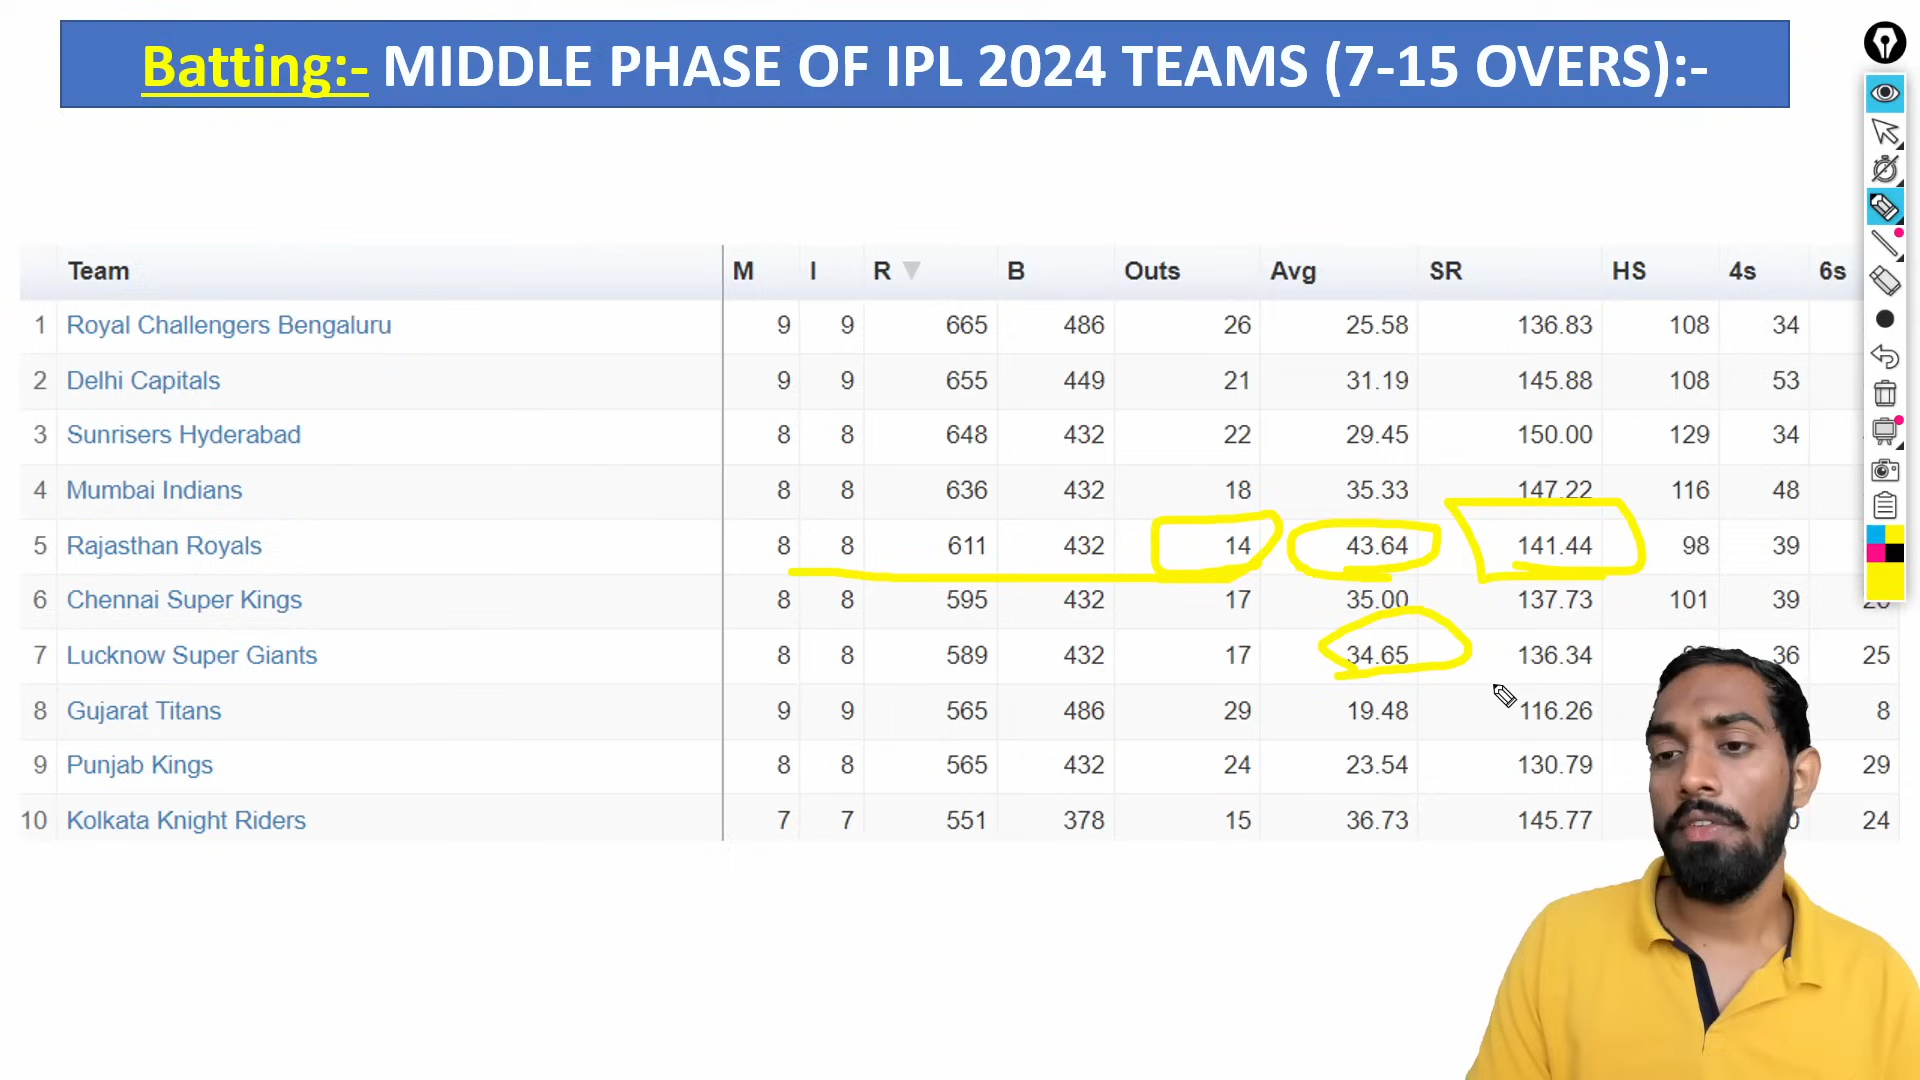 Batting:- MIDDLE PHASE OF IPL 2024 TEAMS (7-15 OVERS):-
Team M I R B Outs Avg SR HS 4s 6s
1 Royal Challengers Bengaluru 9 9 665 486 26 25.58 136.83 108 34
2 Delhi Capitals 9 9 655 449 21 31.19 145.88 108 53
3 Sunrisers Hyderabad 8 8 648 432 22 29.45 150.00 129 34
4 Mumbai Indians 8 8 636 432 18 35.33 147.22 116 48
5 Rajasthan Royals 8 8 611 432 14 43.64 141.44 98 39
6 Chennai Super Kings 8 8 595 432 17 35.00 137.73 101 39
7 Lucknow Super Giants 8 8 589 432 17 34.65 136.34 36 25
8 Gujarat Titans 9 9 565 486 29 19.48 116.26 8
9 Punjab Kings 8 8 565 432 24 23.54 130.79 29
10 Kolkata Knight Riders 7 7 551 378 15 36.73 145.77 24